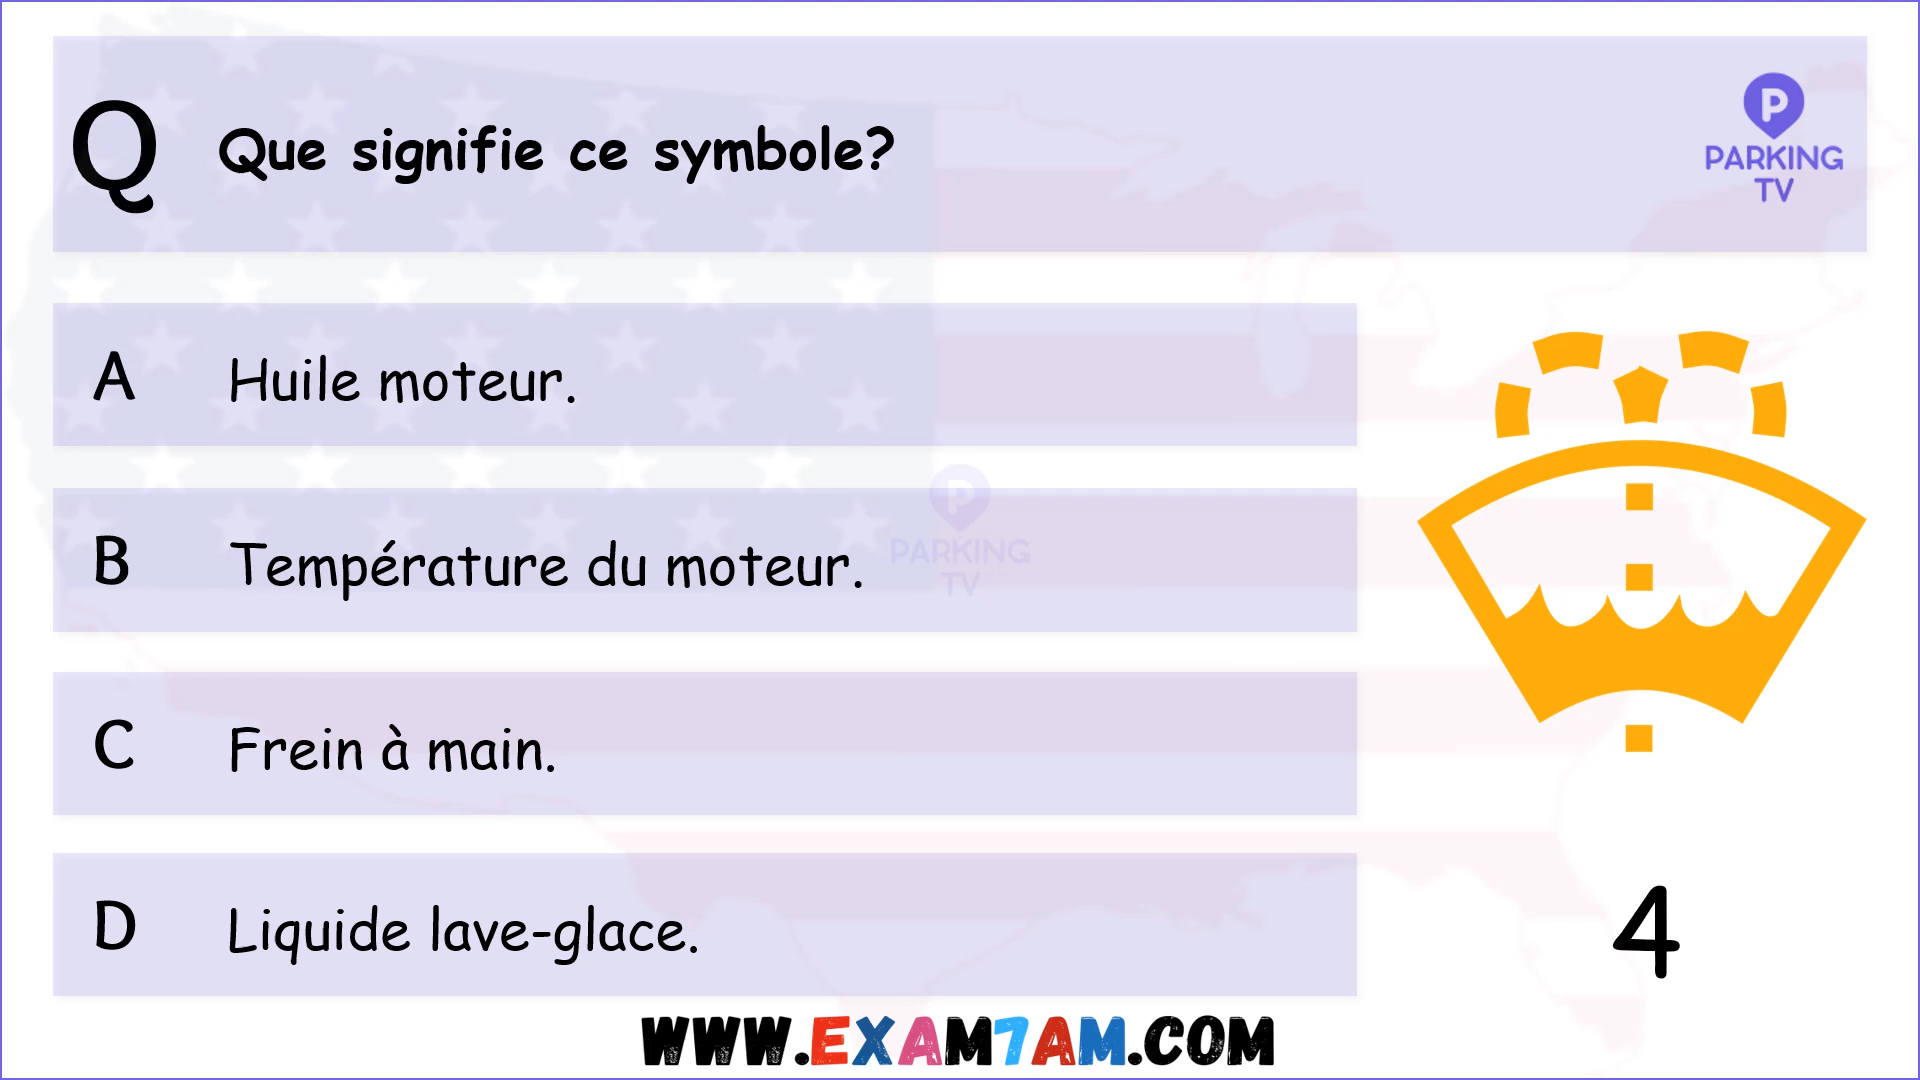 Q Que signifie ce symbole?
P
PARKING
TV
A Huile moteur.
B Température du moteur.
P
PARKING
TV
C Frein à main.
D Liquide lave-glace.
4
WWW.EXAM7AM.COM